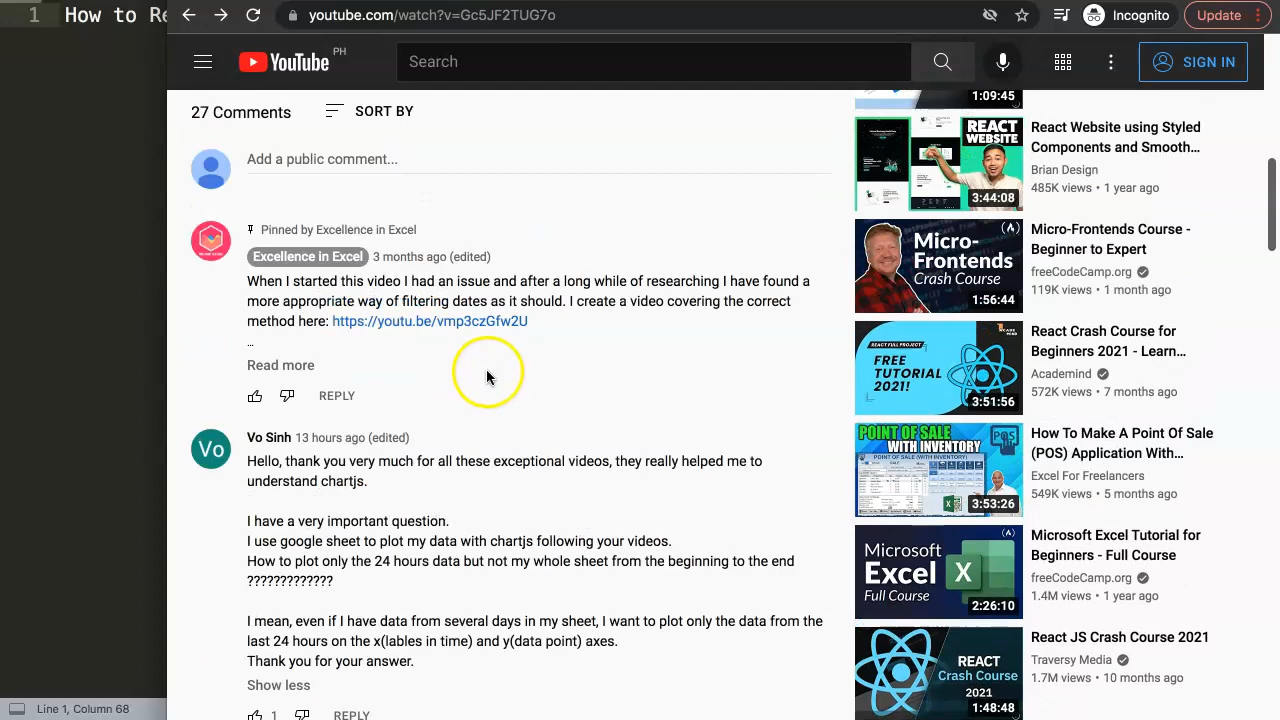 1 How to Re
youtube.com/watch?v=Gc5JF2TUG7o
Incognito
Update
YouTube PH
Search
SIGN IN
27 Comments
SORT BY
Add a public comment...
Pinned by Excellence in Excel
Excellence in Excel 3 months ago (edited)
When I started this video I had an issue and after a long while of researching I have found a
more appropriate way of filtering dates as it should. I create a video covering the correct
method here: https://youtu.be/vmp3czGfw2U
...
Read more
REPLY
Vo
Vo Sinh 13 hours ago (edited)
, thank you very much for all these exceptional videos, they really helped me to
understand chartjs.
I have a very important question.
I use google sheet to plot my data with chartjs following your videos.
How to plot only the 24 hours data but not my whole sheet from the beginning to the end
?????????????
I mean, even if I have data from several days in my sheet, I want to plot only the data from the
last 24 hours on the x(lables in time) and y(data point) axes.
Thank you for your answer.
Show less
1
REPLY
1:09:45
REACT
WEBSITE
3:44:08
React Website using Styled
Components and Smooth...
Brian Design
485K views • 1 year ago
Micro-
Frontends
Crash Course
1:56:44
Micro-Frontends Course -
Beginner to Expert
freeCodeCamp.org
119K views • 1 month ago
REACT FULL PROJECT
FREE
TUTORIAL
2021!
3:51:56
React Crash Course for
Beginners 2021 - Learn...
Academind
572K views • 7 months ago
POINT OF SALE
WITH INVENTORY
POS
3:53:26
How To Make A Point Of Sale
(POS) Application With...
Excel For Freelancers
549K views • 5 months ago
Microsoft
Excel
Full Course
X
2:26:10
Microsoft Excel Tutorial for
Beginners - Full Course
freeCodeCamp.org
1.4M views • 1 year ago
REACT
Crash Course
2021
1:48:48
React JS Crash Course 2021
Traversy Media
1.7M views • 10 months ago
Line 1, Column 68